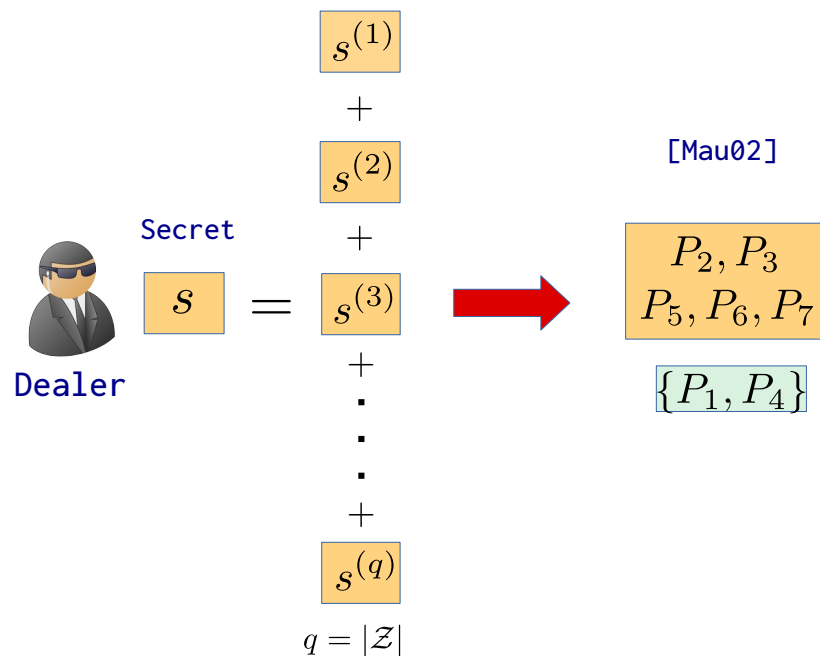 s^{(1)}
+
s^{(2)}
+
[Mau02]
Secret
s = s^{(3)}
Dealer
+
.
.
.
+
s^{(q)}
q = |\mathcal{Z}|
P_2, P_3
P_5, P_6, P_7
{P_1, P_4}